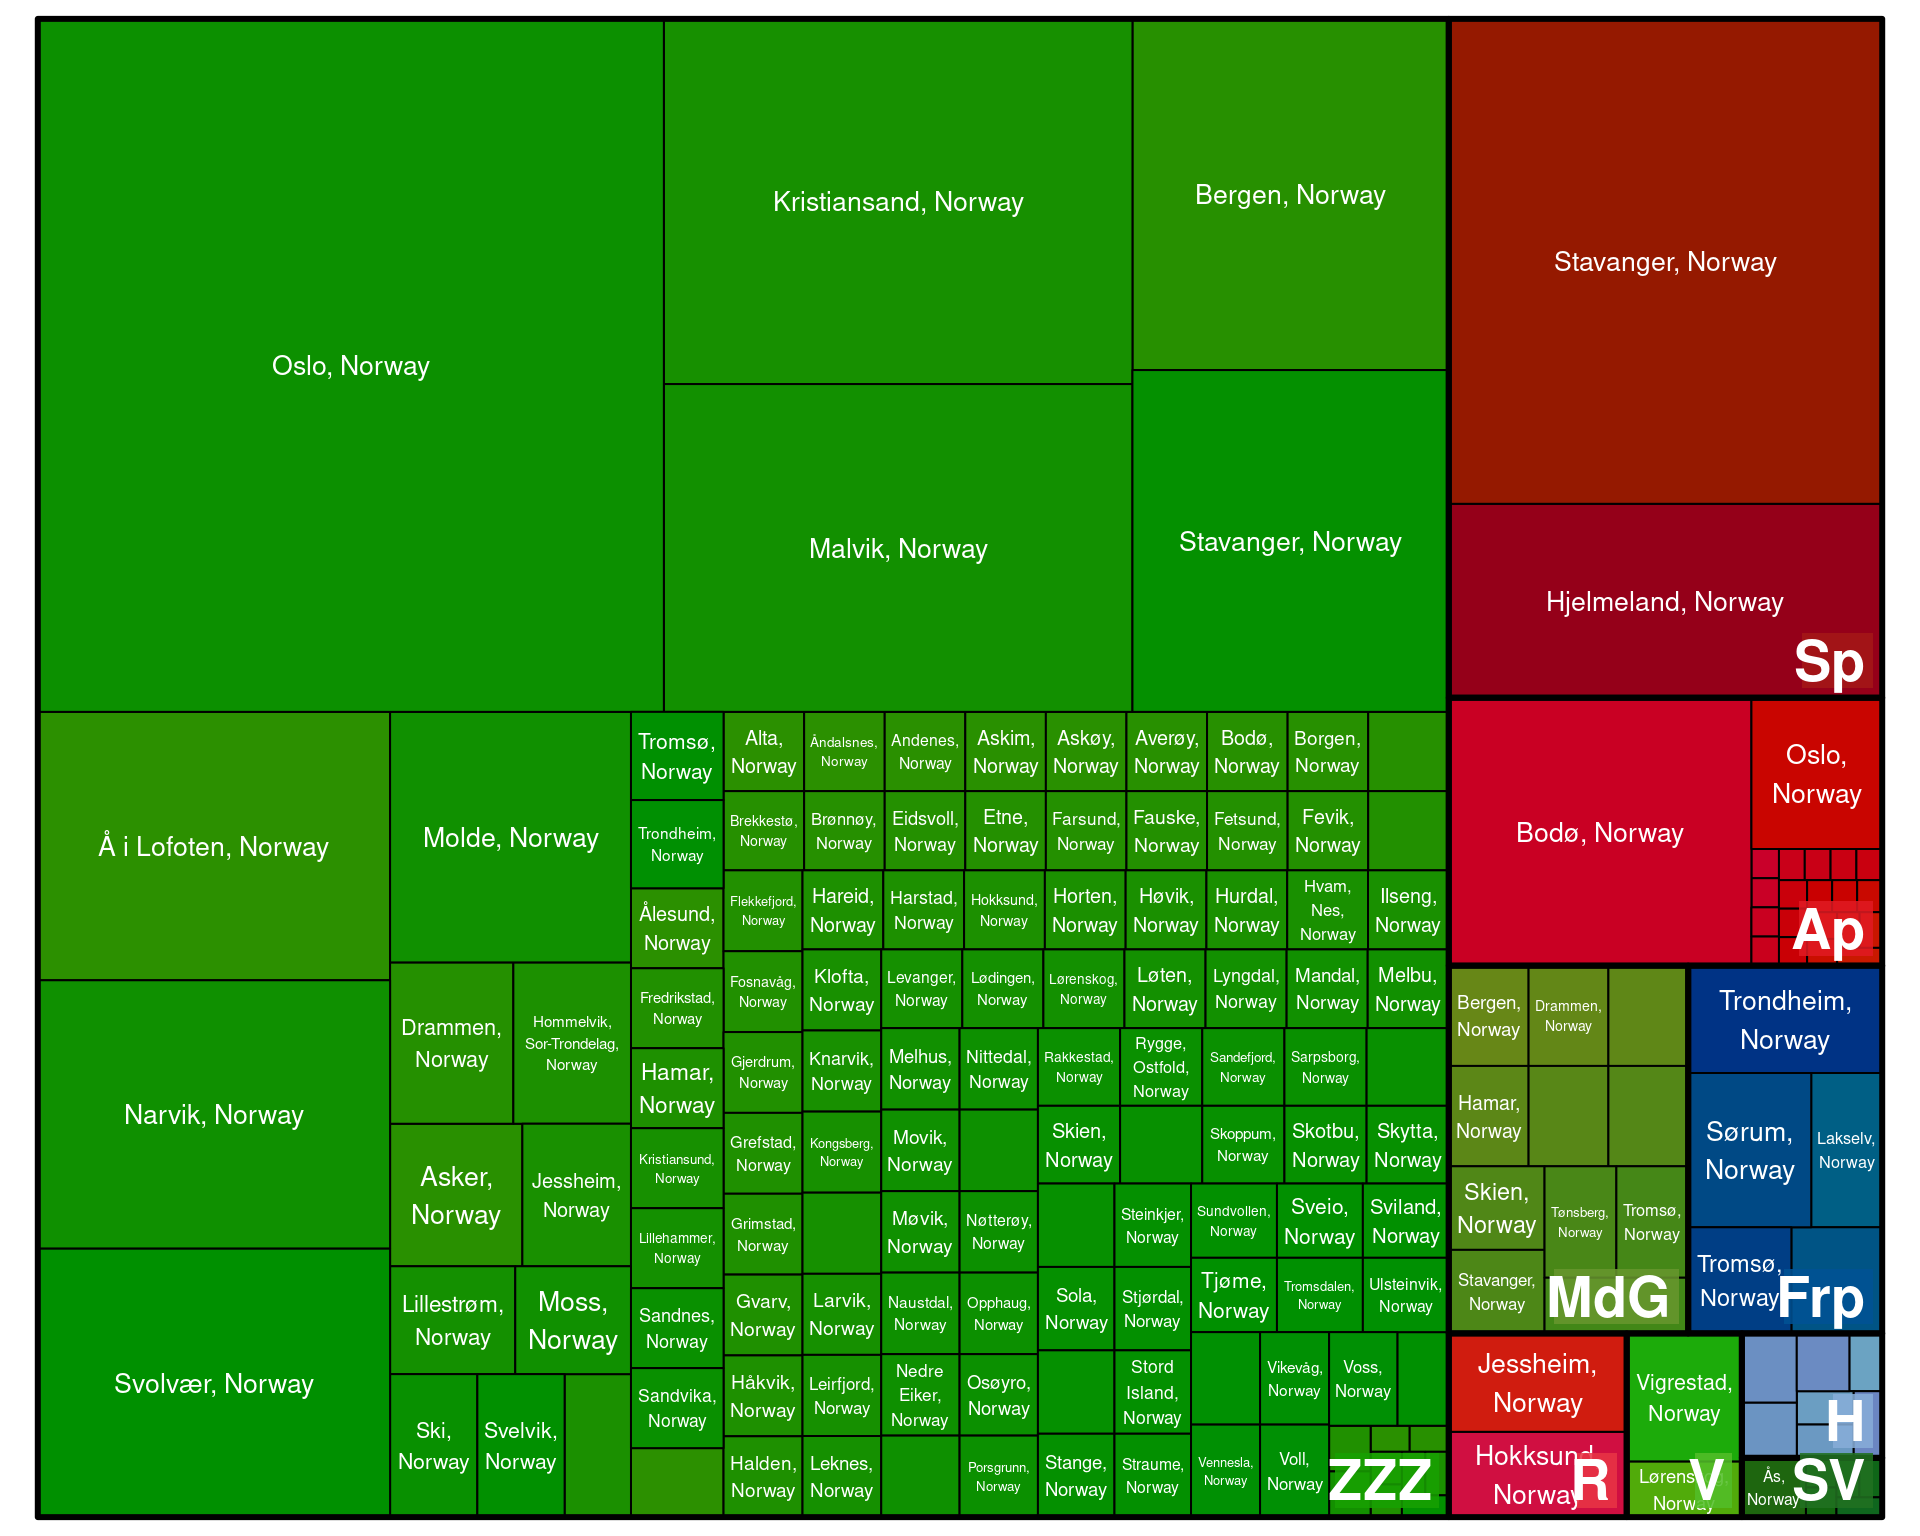 Oslo, Norway
Kristiansand, Norway
Malvik, Norway
Bergen, Norway
Stavanger, Norway
Å i Lofoten, Norway
Narvik, Norway
Svolvær, Norway
Molde, Norway
Drammen,
Norway
Hommelvik,
Sor-Trondelag,
Norway
Asker,
Norway
Jessheim,
Norway
Lillestrøm,
Norway
Moss,
Norway
Ski,
Norway
Svelvik,
Norway
Tromsø,
Norway
Trondheim,
Norway
Ålesund,
Norway
Fredrikstad,
Norway
Hamar,
Norway
Kristiansund,
Norway
Lillehammer,
Norway
Sandnes,
Norway
Sandvika,
Norway
Alta,
Norway
Åndalsnes,
Norway
Andenes,
Norway
Askim,
Norway
Askøy,
Norway
Averøy,
Norway
Bodø,
Norway
Borgen,
Norway
Brekkestø,
Norway
Brønnøy,
Norway
Eidsvoll,
Norway
Etne,
Norway
Farsund,
Norway
Fauske,
Norway
Fetsund,
Norway
Fevik,
Norway
Flekkefjord,
Norway
Hareid,
Norway
Harstad,
Norway
Hokksund,
Norway
Horten,
Norway
Høvik,
Norway
Hurdal,
Norway
Hvam,
Nes,
Norway
Ilseng,
Norway
Fosnavåg,
Norway
Klofta,
Norway
Levanger,
Norway
Lødingen,
Norway
Lørenskog,
Norway
Løten,
Norway
Lyngdal,
Norway
Mandal,
Norway
Melbu,
Norway
Gjerdrum,
Norway
Knarvik,
Norway
Melhus,
Norway
Nittedal,
Norway
Rakkestad,
Norway
Rygge,
Ostfold,
Norway
Sandefjord,
Norway
Sarpsborg,
Norway
Grefstad,
Norway
Kongsberg,
Norway
Movik,
Norway
Skien,
Norway
Skoppum,
Norway
Skotbu,
Norway
Skytta,
Norway
Grimstad,
Norway
Møvik,
Norway
Nøtterøy,
Norway
Steinkjer,
Norway
Sundvollen,
Norway
Sveio,
Norway
Sviland,
Norway
Gvarv,
Norway
Larvik,
Norway
Naustdal,
Norway
Opphaug,
Norway
Sola,
Norway
Stjørdal,
Norway
Tjøme,
Norway
Tromsdalen,
Norway
Ulsteinvik,
Norway
Håkvik,
Norway
Leirfjord,
Norway
Nedre
Eiker,
Norway
Osøyro,
Norway
Stord
Island,
Norway
Vikevåg,
Norway
Voss,
Norway
Halden,
Norway
Leknes,
Norway
Porsgrunn,
Norway
Stange,
Norway
Straume,
Norway
Vennesla,
Norway
Voll,
Norway
ZZZ
Stavanger, Norway
Hjelmeland, Norway
Sp
Bodø, Norway
Oslo,
Norway
Ap
Bergen,
Norway
Drammen,
Norway
Hamar,
Norway
Skien,
Norway
Tønsberg,
Norway
Tromsø,
Norway
Stavanger,
Norway
MdG
Trondheim,
Norway
Sørum,
Norway
Lakselv,
Norway
Tromsø,
Norway
Frp
Jessheim,
Norway
Hokksund,
Norway
R
Vigrestad,
Norway
Norway
V
H
Ås,
Norway
SV